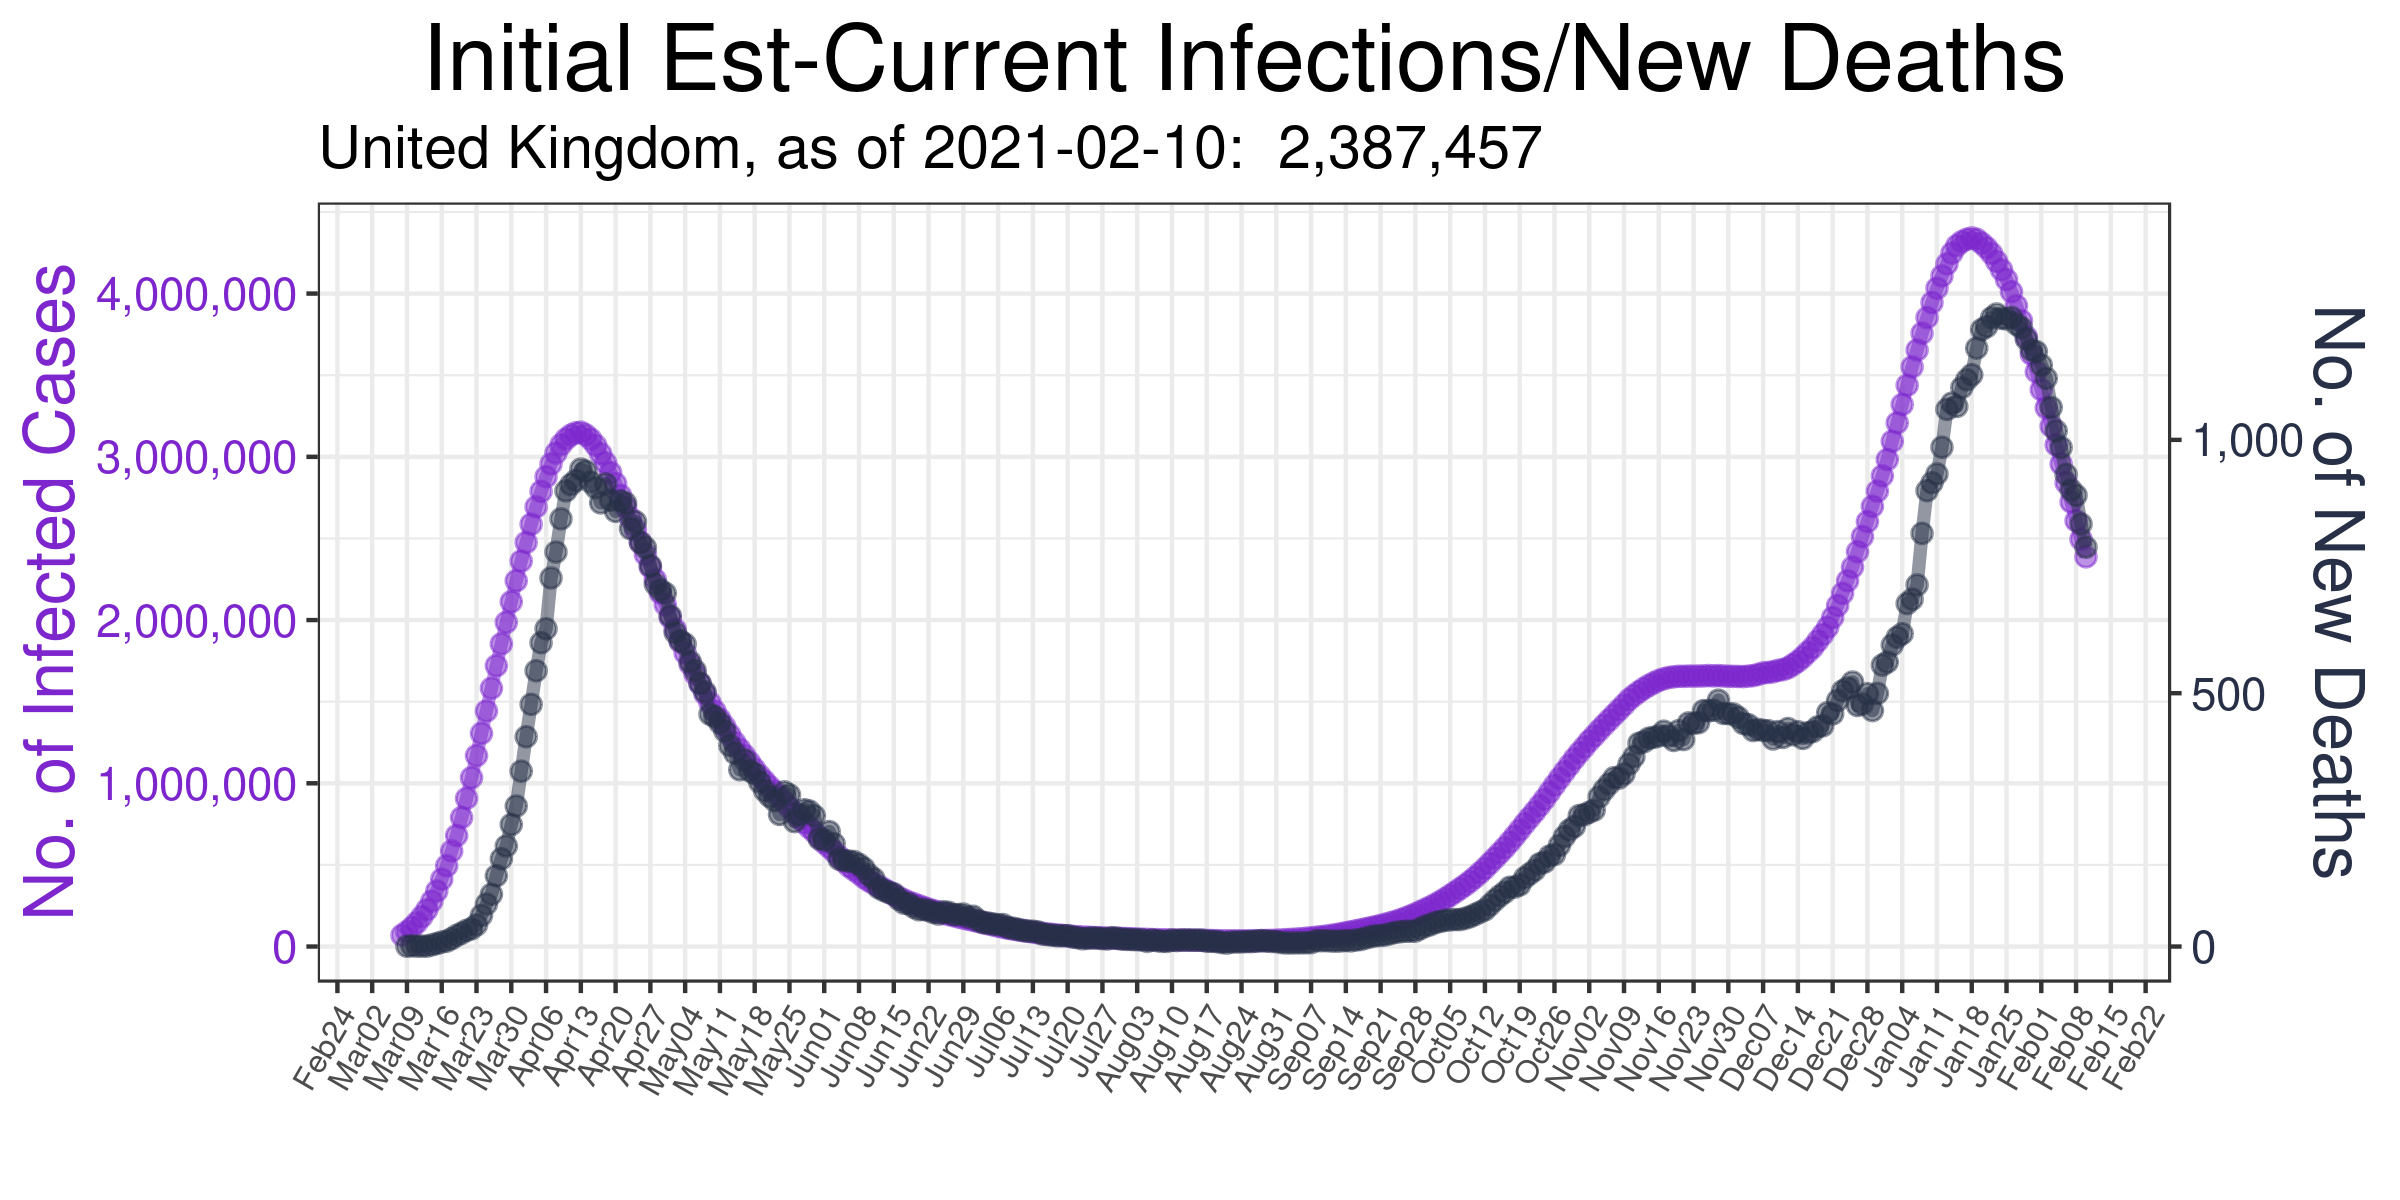 Initial Est-Current Infections/New Deaths
United Kingdom, as of 2021-02-10:  2,387,457
No. of Infected Cases
4,000,000
3,000,000
2,000,000
1,000,000
0
1,000
500
0
No. of New Deaths
Feb24
Mar02
Mar09
Mar16
Mar23
Mar30
Apr06
Apr13
Apr20
Apr27
May04
May11
May18
May25
Jun01
Jun08
Jun15
Jun22
Jun29
Jul06
Jul13
Jul20
Jul27
Aug03
Aug10
Aug17
Aug24
Aug31
Sep07
Sep14
Sep21
Sep28
Oct05
Oct12
Oct19
Oct26
Nov02
Nov09
Nov16
Nov23
Nov30
Dec07
Dec14
Dec21
Dec28
Jan04
Jan11
Jan18
Jan25
Feb01
Feb08
Feb15
Feb22